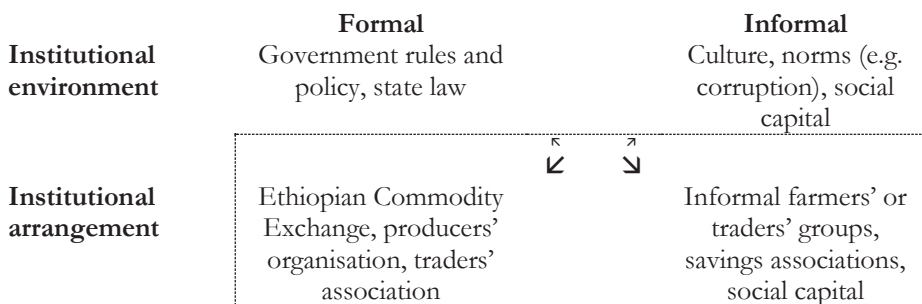 Formal
Informal
Institutional environment
Government rules and policy, state law
Culture, norms (e.g. corruption), social capital
Institutional arrangement
Ethiopian Commodity Exchange, producers' organisation, traders' association
Informal farmers' or traders' groups, savings associations, social capital